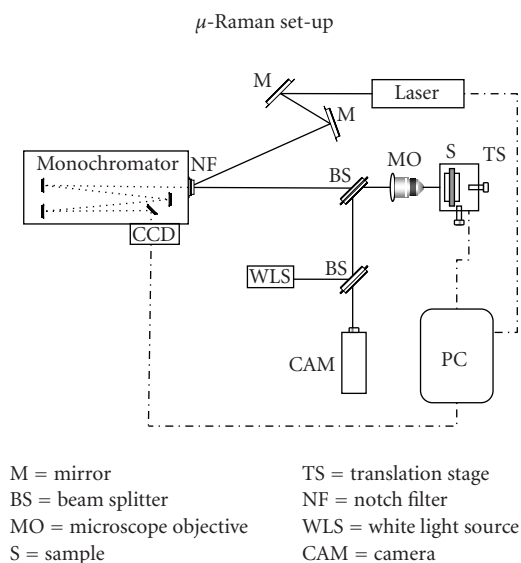 μ-Raman set-up
M
Laser
M
Monochromator
NF
BS
MO
S
TS
CCD
WLS
BS
CAM
PC
M = mirror
BS = beam splitter
MO = microscope objective
S = sample
TS = translation stage
NF = notch filter
WLS = white light source
CAM = camera